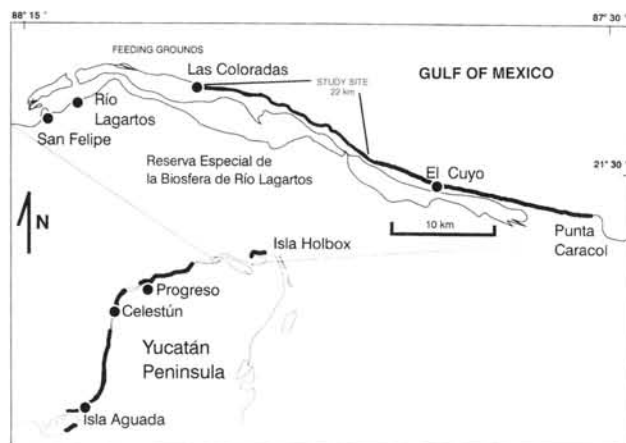 88 15
87 30
FEEDING GROUNDS
Las Coloradas
GULF OF MEXICO
STUDY SITE
22 km
Río
Lagartos
San Felipe
Reserva Especial de
la Biosfera de Río Lagartos
El Cuyo
21° 30
N
10 km
Punta
Caracol
Isla Holbox
Progreso
Celestún
Yucatán
Peninsula
Isla Aguada